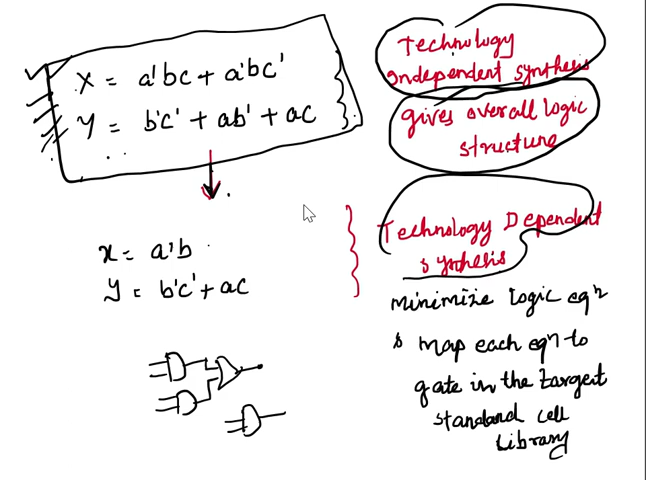 X = a'bc + a'bc'
Y = b'c' + ab' + ac
x = a'b
y = b'c' + ac
Technology
independent synthesis
gives overall logic
structure
Technology Dependent
synthesis
minimize logic eqn
& map each eqn to
gate in the targest
standard cell
library